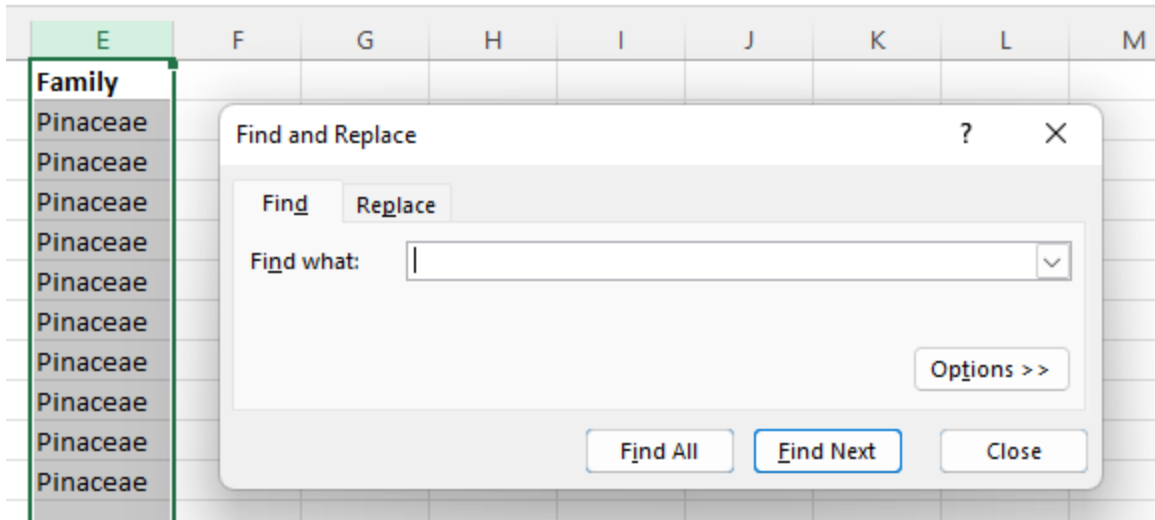 E F G H I J K L M
Family
Pinaceae
Pinaceae
Pinaceae
Pinaceae
Pinaceae
Pinaceae
Pinaceae
Pinaceae
Pinaceae
Pinaceae
Find and Replace ?
Find Replace
Find what:
Options >>
Find All Find Next Close